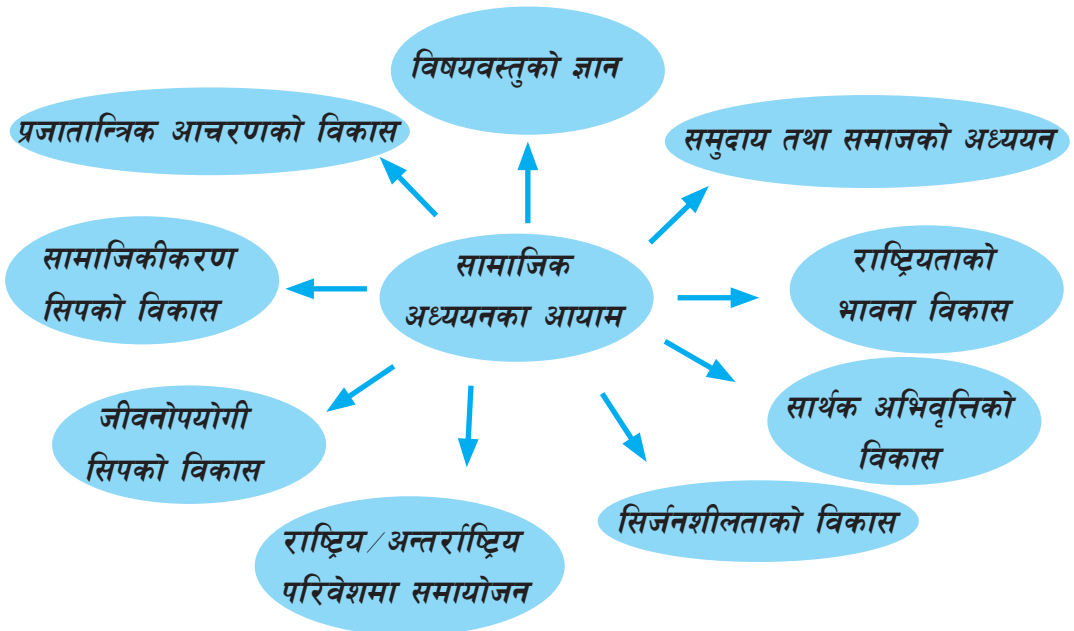 विषयवस्तुको ज्ञान
प्रजातान्त्रिक आचरणको विकास
समुदाय तथा समाजको अध्ययन
सामाजिकीकरण
सिपको विकास
सामाजिक
अध्ययनका आयाम
राष्ट्रियताको
भावना विकास
जीवनोपयोगी
सिपको विकास
सार्थक अभिवृत्तिको
विकास
राष्ट्रिय/अन्तर्राष्ट्रिय
परिवेशमा समायोजन
सिर्जनशीलताको विकास